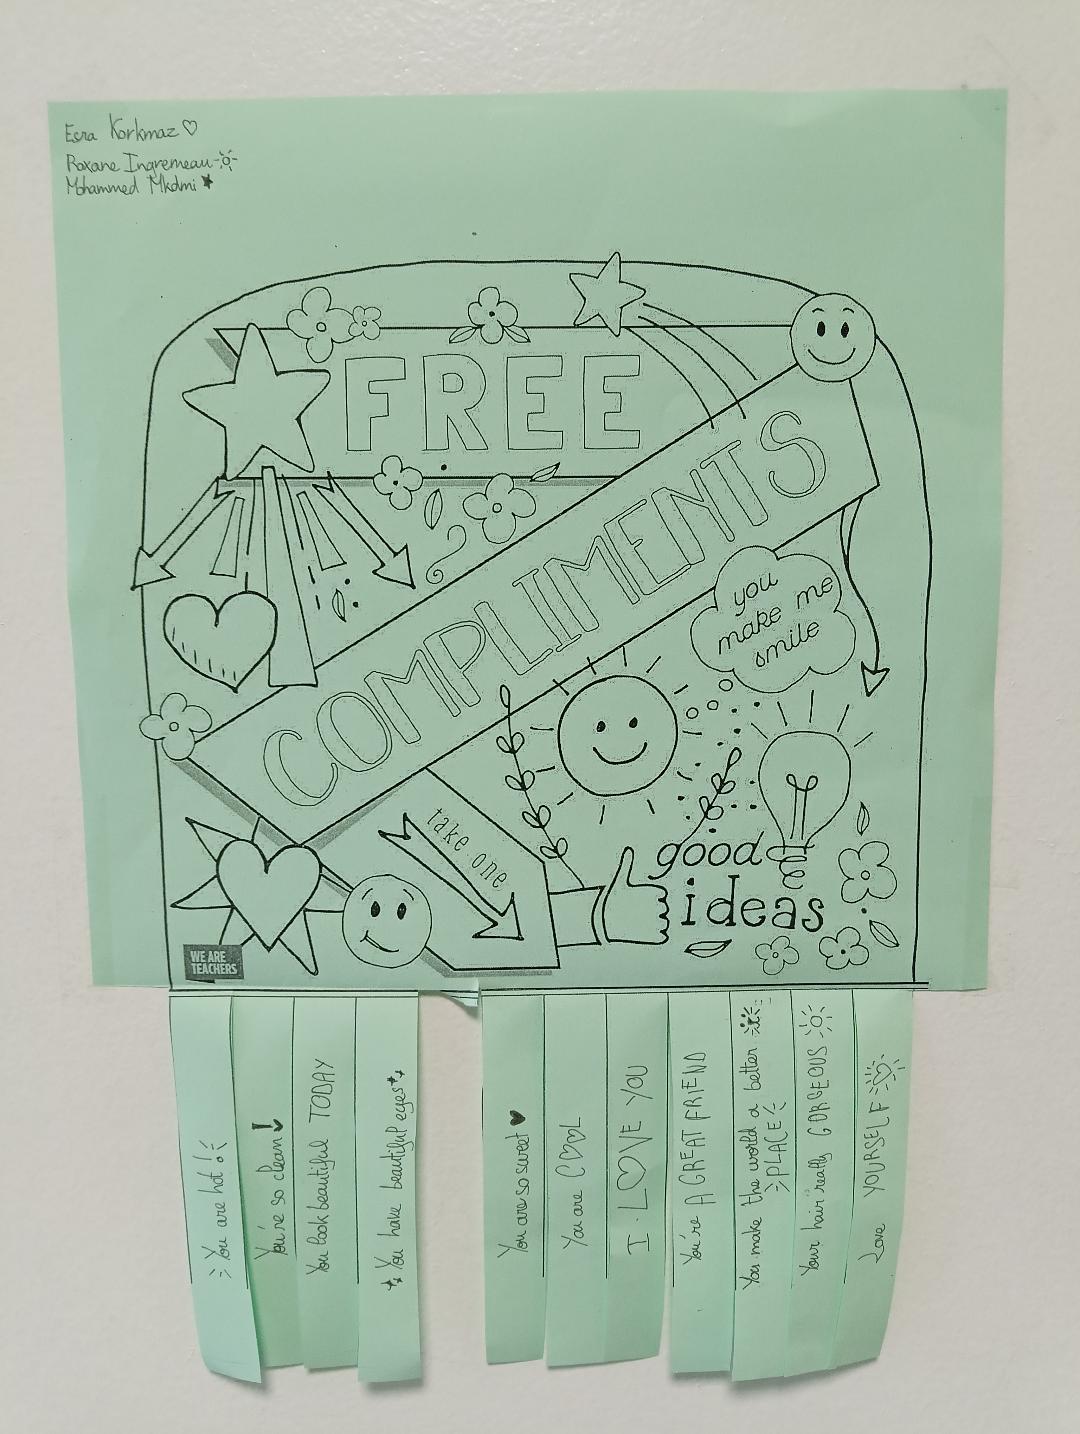 Esra Korkmaz
Roxane Ingremeau
Mohammed Mkdmi
FREE
COMPLIMENTS
you
make me
smile
take one
good
ideas
WE ARE
TEACHERS
You are hot!
You're so clean!
You look beautiful TODAY
You hake beautiful eyes
You are so sweet
You are COOL
I LOVE YOU
You're A GREAT FRIEND
You make the world a better
PLACE
Your hair really GORGEOUS
Love YOURSELF